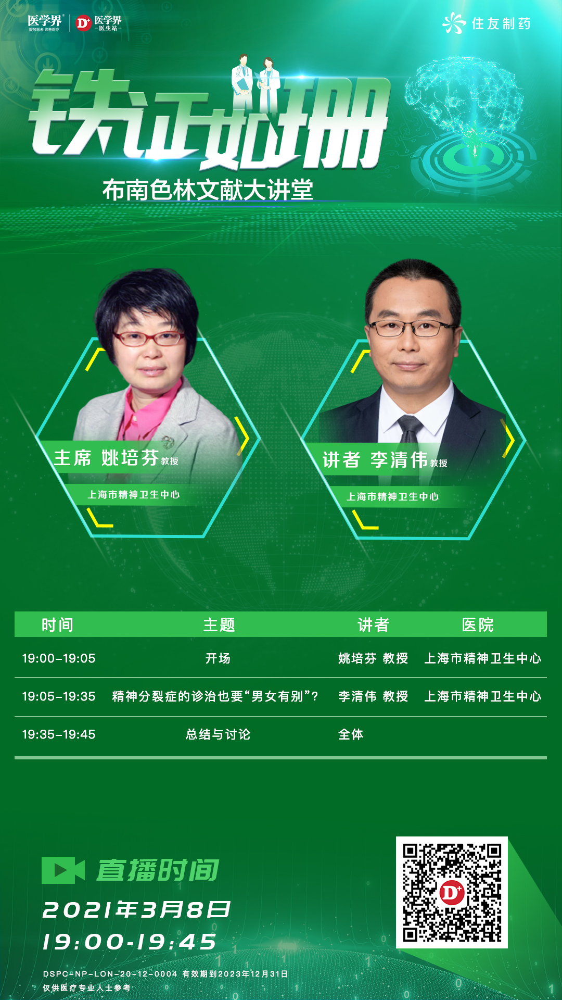 医学界®
服务医者 改善医疗
D+
医学界
医生站
住友制药
铁证如珊
布南色林文献大讲堂
主席 姚培芬教授
上海市精神卫生中心
讲者 李清伟教授
上海市精神卫生中心
时间 主题 讲者 医院
19:00-19:05 开场 姚培芬 教授 上海市精神卫生中心
19:05-19:35 精神分裂症的诊治也要“男女有别”? 李清伟 教授 上海市精神卫生中心
19:35-19:45 总结与讨论 全体
直播时间
2021年3月8日
19:00-19:45
D+
DSPC-NP-LON-20-12-0004 有效期到2023年12月31日
仅供医疗专业人士参考